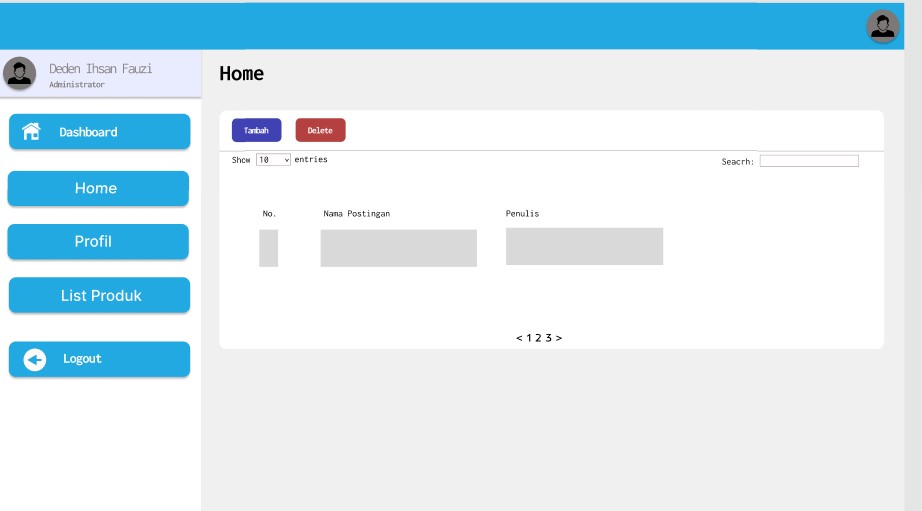 Deden Ihsan Fauzi
Administrator
Dashboard
Home
Profil
List Produk
Logout
Home
Tambah Delete
Show 10 entries Seacrh:
No. Nama Postingan Penulis
< 1 2 3 >